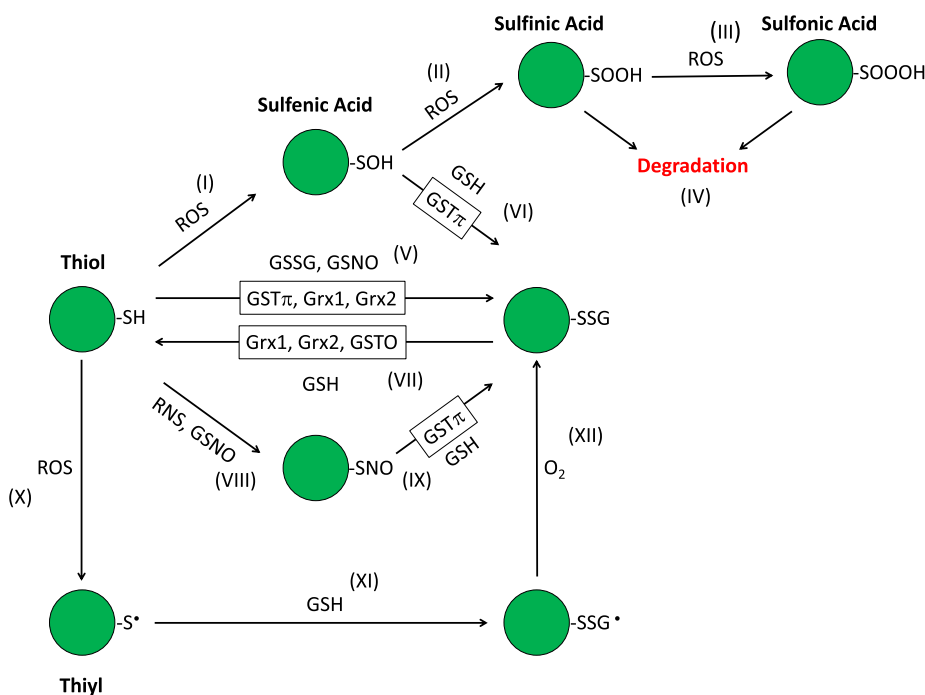 Sulfinic Acid
Sulfonic Acid
(III)
ROS
-SOOH
-SOOOH
(II)
ROS
Sulfenic Acid
-SOH
Degradation
(IV)
(I)
ROS
GSH
GSTπ
(VI)
Thiol
-SH
GSSG, GSNO
(V)
GSTπ, Grx1, Grx2
-SSG
Grx1, Grx2, GSTO
GSH
(VII)
RNS, GSNO
(VIII)
-SNO
GSTπ
GSH
(IX)
ROS
(X)
(XII)
O2
(XI)
GSH
-S•
-SSG•
Thiyl